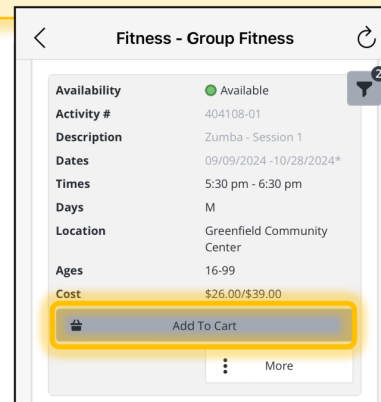 Fitness - Group Fitness
2
Availability Available
Activity # 404108-01
Description Zumba - Session 1
Dates 09/09/2024 -10/28/2024*
Times 5:30 pm - 6:30 pm
Days M
Location Greenfield Community
Center
Ages 16-99
Cost $26.00/$39.00
Add To Cart
More